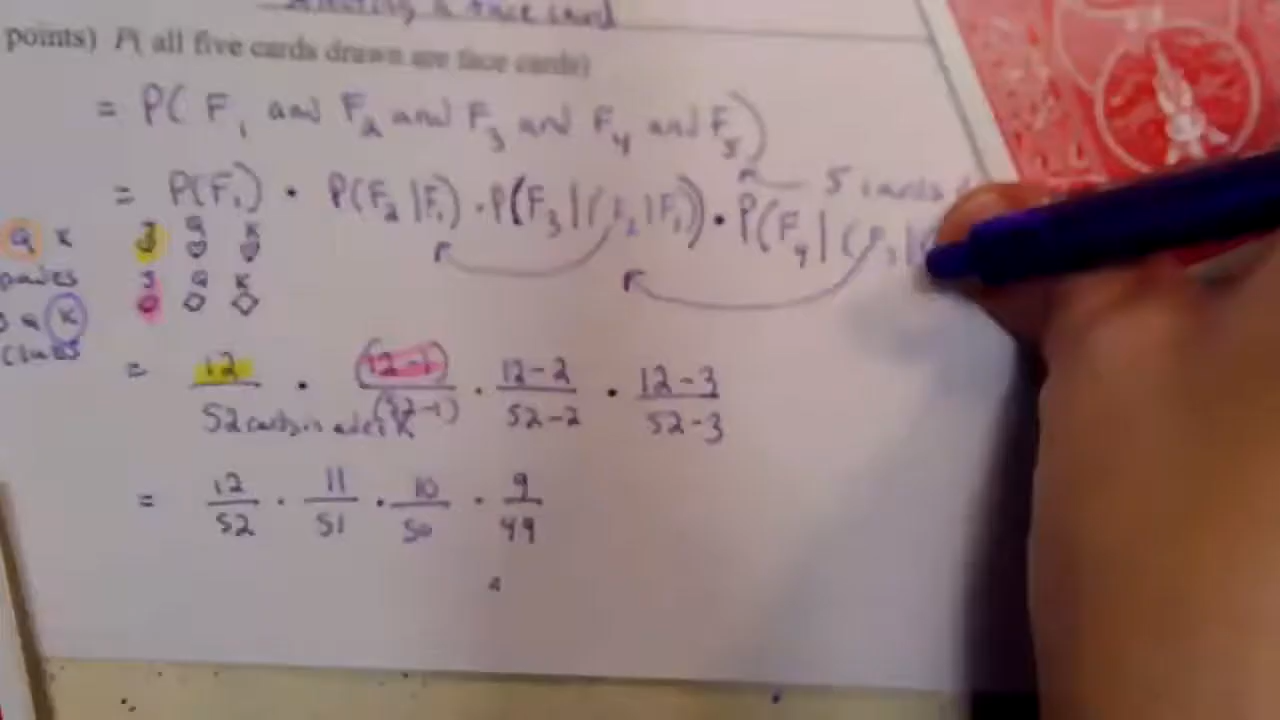 a face card
points) P( all five cards drawn are face cards)
= P( F1 and F2 and F3 and F4 and F5)
5 cards
= P(F1) · P(F2 | F1) · P(F3 | (F2 | F1)) · P(F4 | (F3 |
Q K J Q K
J Q K
Q K
clubs
= 12/52 cards in a deck · (12-1)/(52-1) · 12-2/52-2 · 12-3/52-3
= 12/52 · 11/51 · 10/50 · 9/49